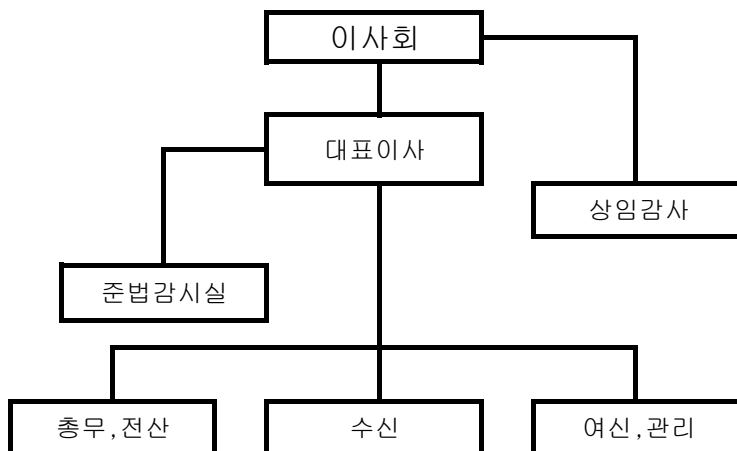 이사회
대표이사
상임감사
준법감시실
총무,전산
수신
여신,관리